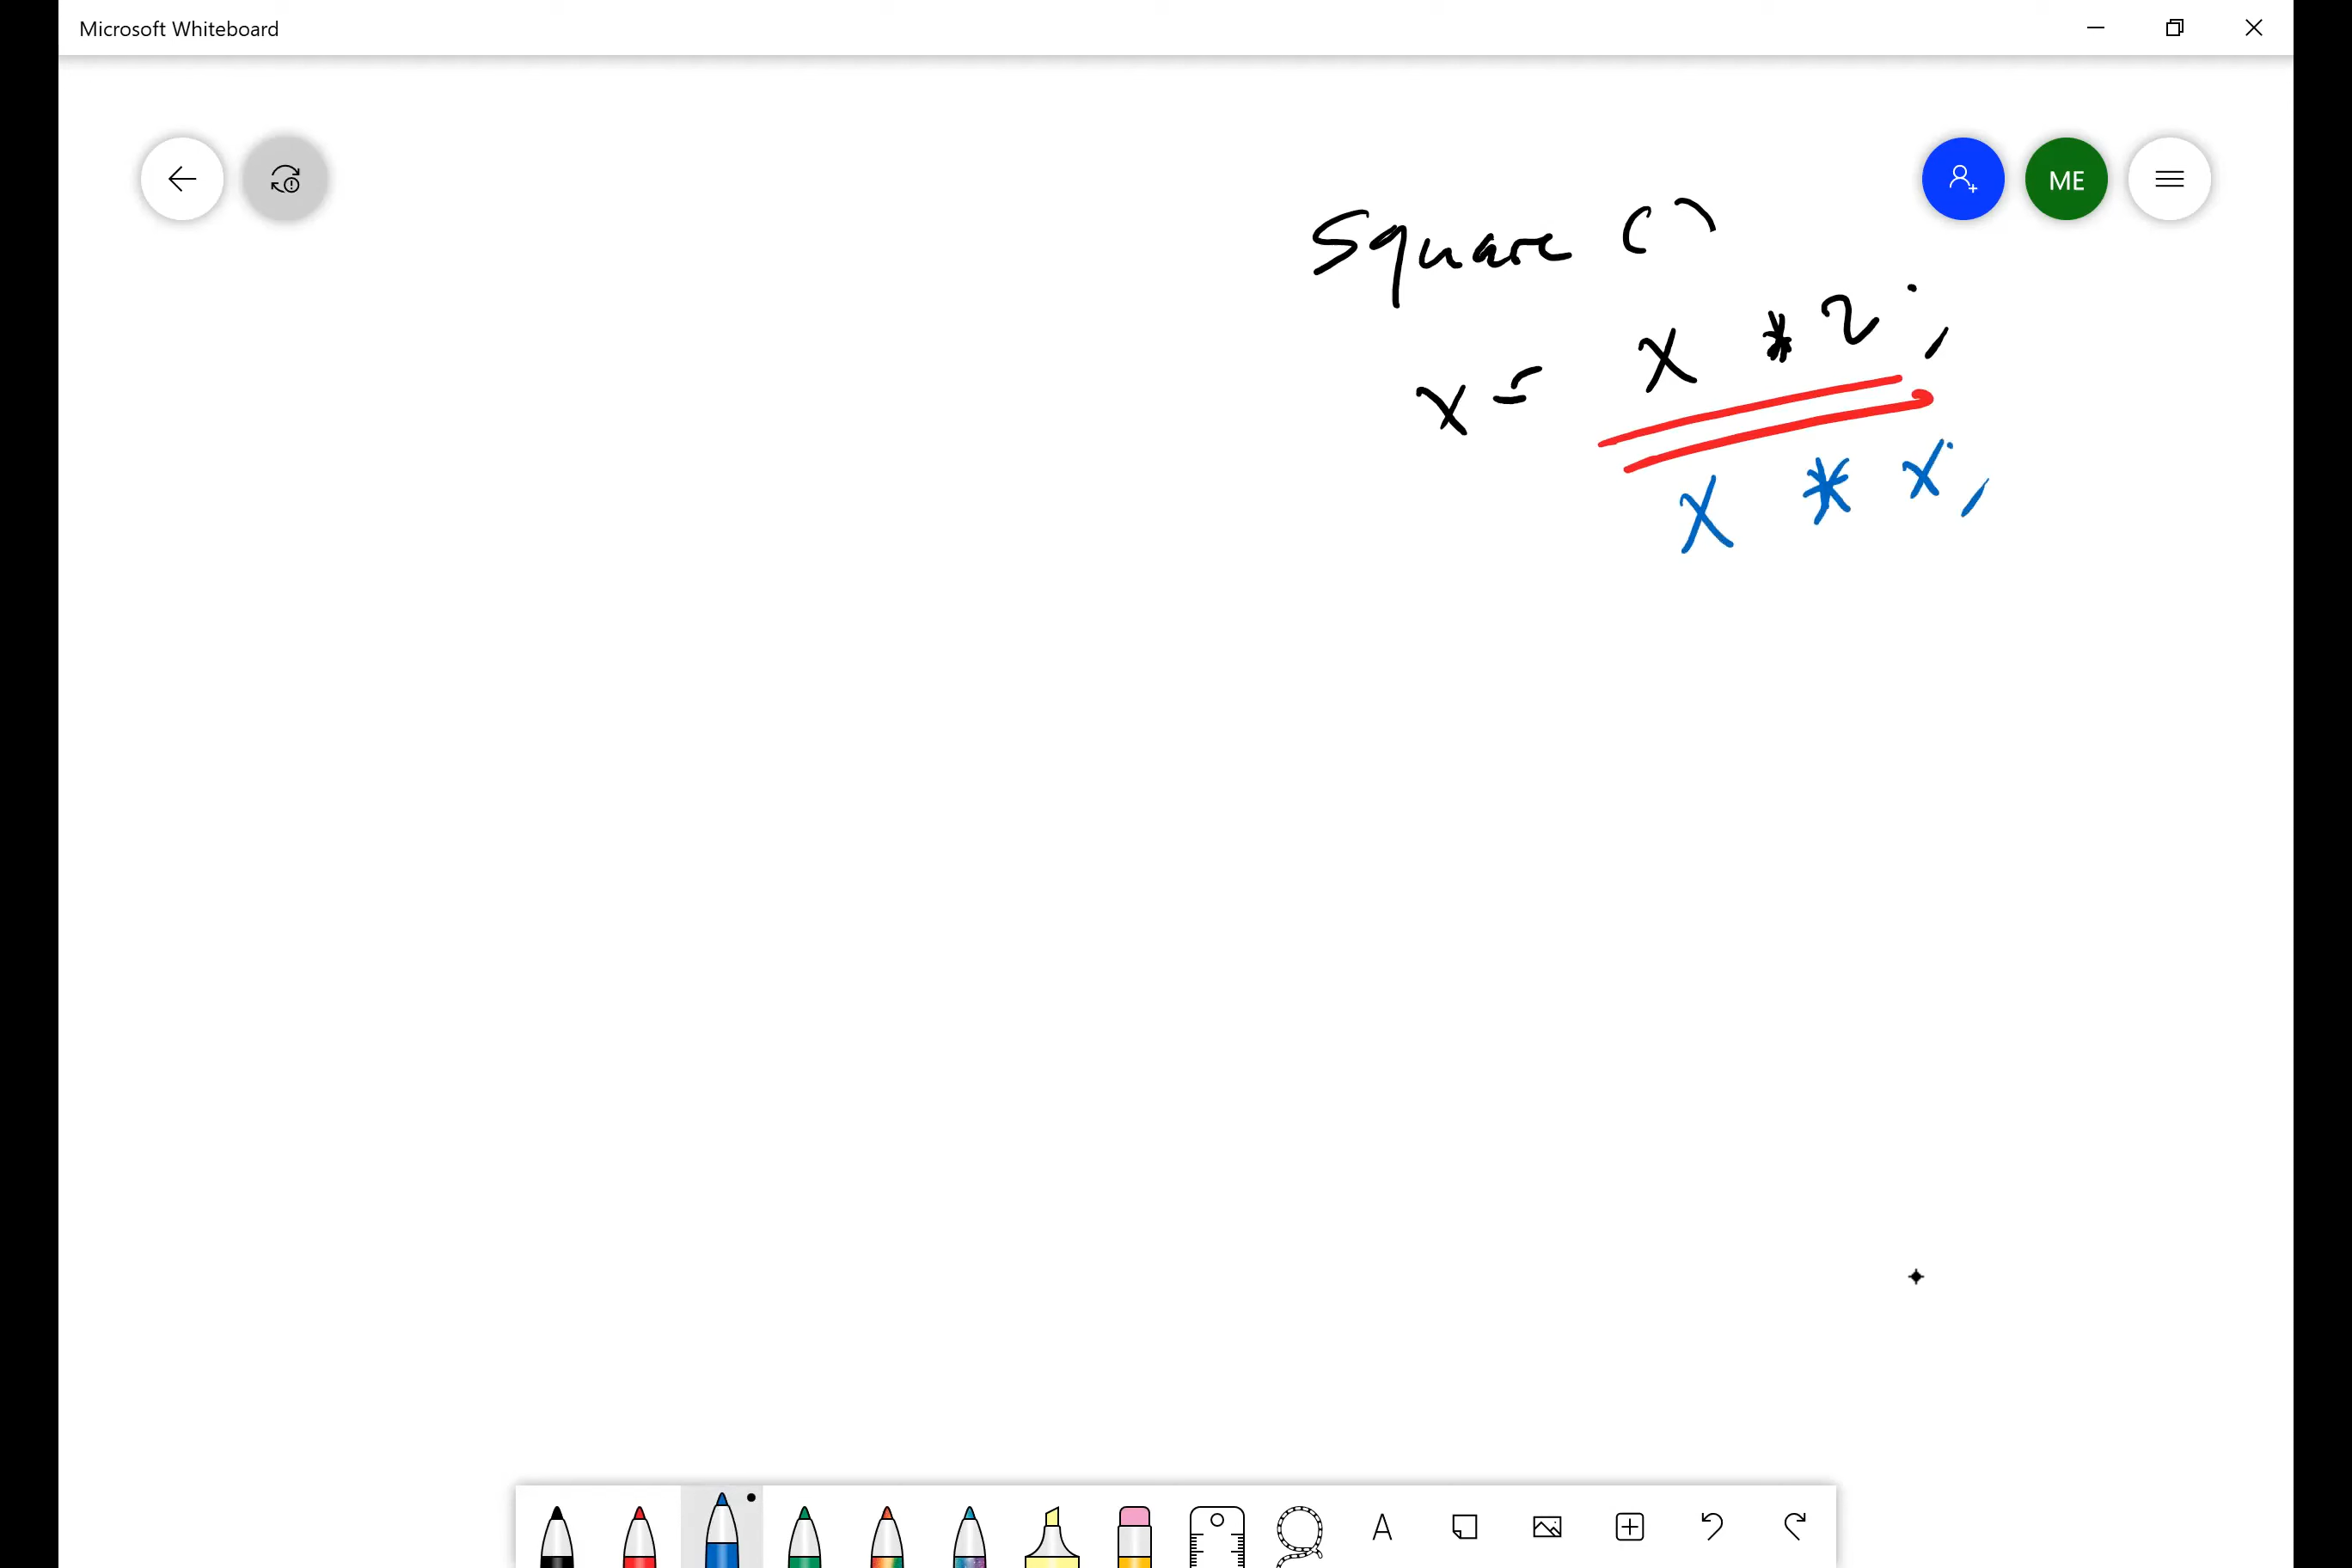 Microsoft Whiteboard
ME
Square ()
x = x * 2 ;
x * x ;
A